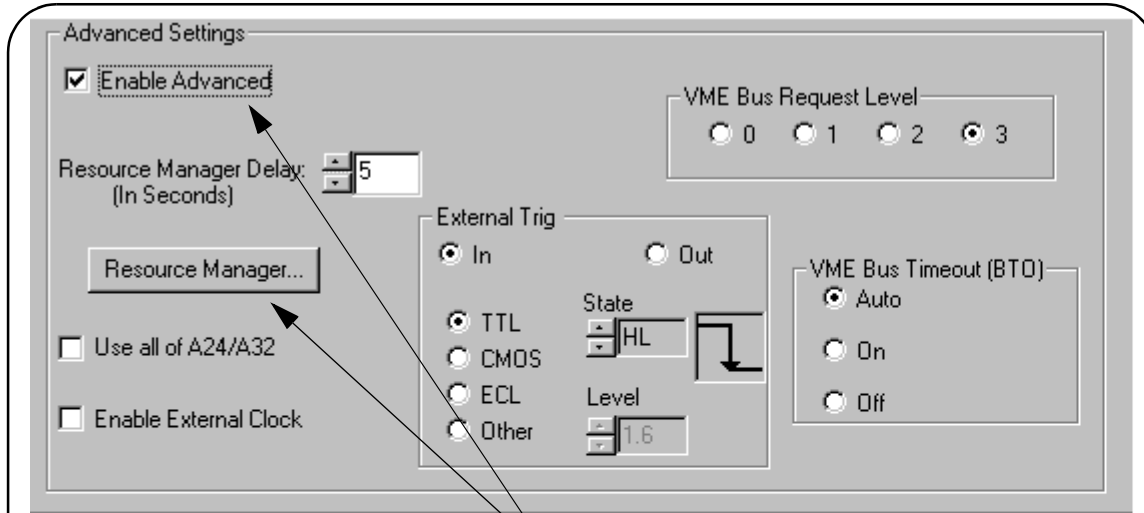 Advanced Settings
Enable Advanced
VME Bus Request Level
0 1 2 3
Resource Manager Delay: 5
(In Seconds)
External Trig
In Out
Resource Manager...
VME Bus Timeout (BTO)
Auto
State
TTL
HL
Use all of A24/A32
CMOS
On
ECL
Level
Off
Enable External Clock
Other
1.6